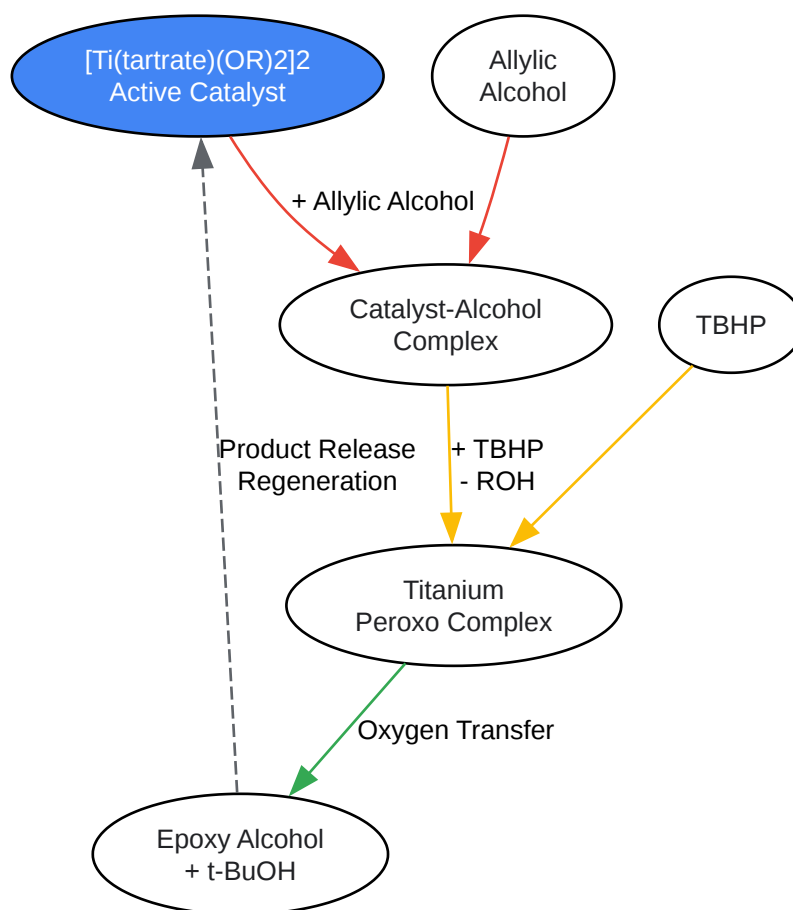 [Ti(tartrate)(OR)2]2
Active Catalyst
Allylic
Alcohol
+ Allylic Alcohol
Catalyst-Alcohol
Complex
TBHP
Product Release
Regeneration
+ TBHP
- ROH
Titanium
Peroxo Complex
Oxygen Transfer
Epoxy Alcohol
+ t-BuOH